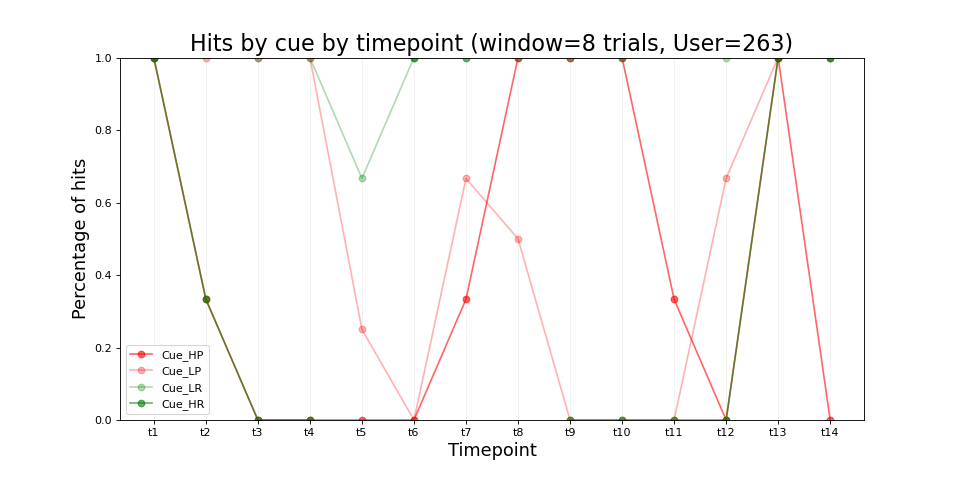 Hits by cue by timepoint (window=8 trials, User=263)
Percentage of hits
1.0
0.8
0.6
0.4
0.2
0.0
Cue_HP
Cue_LP
Cue_LR
Cue_HR
t1 t2 t3 t4 t5 t6 t7 t8 t9 t10 t11 t12 t13 t14
Timepoint